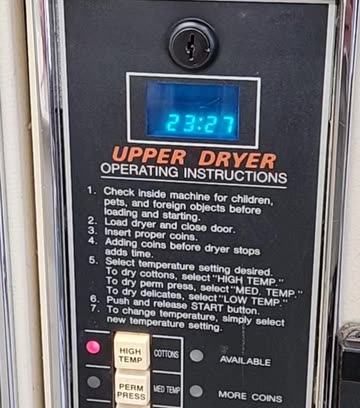 23:27
UPPER DRYER
OPERATING INSTRUCTIONS
1. Check inside machine for children,
pets, and foreign objects before
loading and starting.
2. Load dryer and close door.
3. Insert proper coins.
4. Adding coins before dryer stops
adds time.
5. Select temperature setting desired.
To dry cottons, select "HIGH TEMP."
To dry perm press, select "MED. TEMP."
To dry delicates, select "LOW TEMP."
6. Push and release START button.
7. To change temperature, simply select
new temperature setting.
HIGH
TEMP
COTTONS
AVAILABLE
PERM
PRESS
MED TEMP
MORE COINS